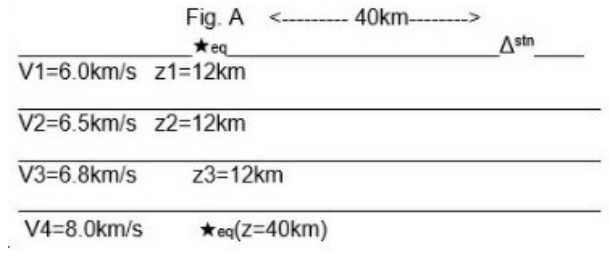 Fig. A <--------- 40km-------->
★eq Δstn
V1=6.0km/s z1=12km
V2=6.5km/s z2=12km
V3=6.8km/s z3=12km
V4=8.0km/s ★eq(z=40km)